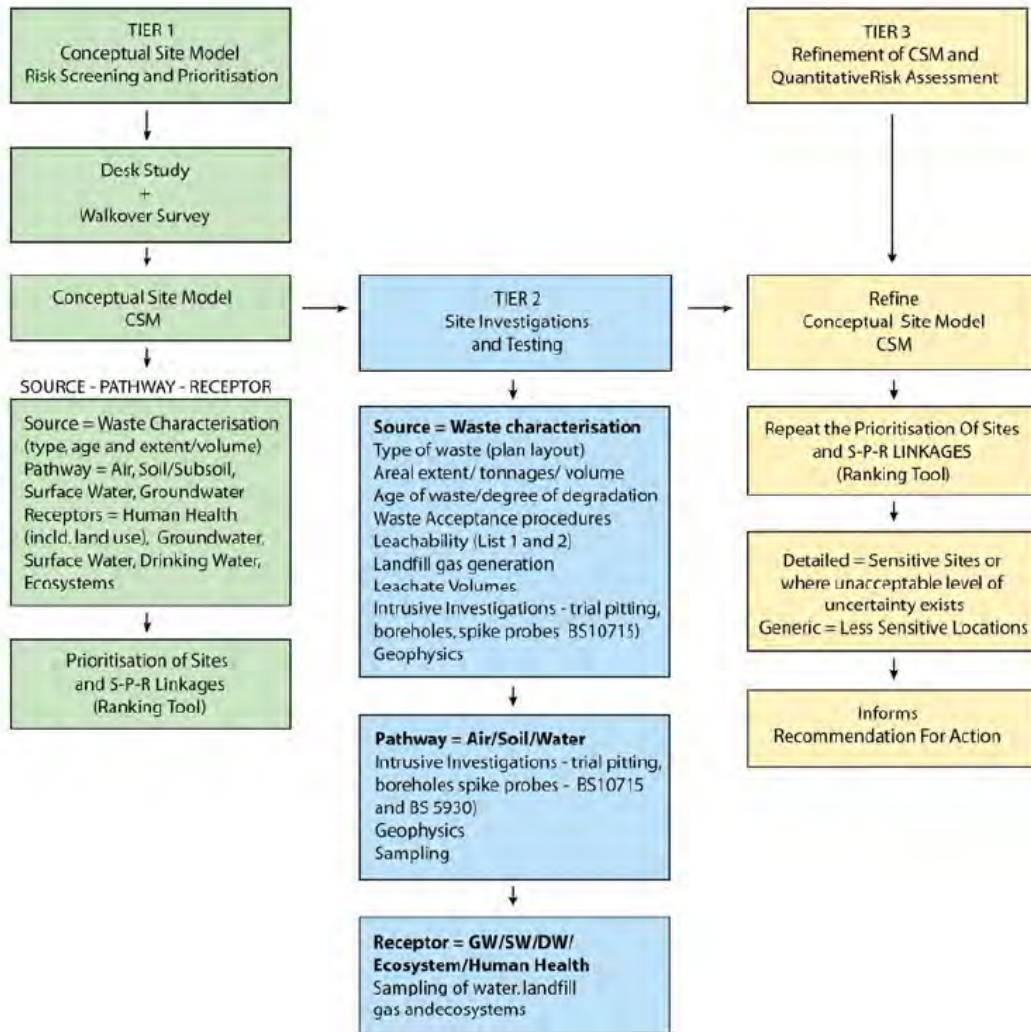 TIER 1
Conceptual Site Model
Risk Screening and Prioritisation
Desk Study
+
Walkover Survey
Conceptual Site Model
CSM
SOURCE - PATHWAY - RECEPTOR
Source = Waste Characterisation
(type, age and extent/volume)
Pathway = Air, Soil/Subsoil,
Surface Water, Groundwater
Receptors = Human Health
(incld. land use), Groundwater,
Surface Water, Drinking Water,
Ecosystems
Prioritisation of Sites
and S-P-R Linkages
(Ranking Tool)
TIER 2
Site Investigations
and Testing
Source = Waste characterisation
Type of waste (plan layout)
Areal extent/ tonnages/ volume
Age of waste/degree of degradation
Waste Acceptance procedures
Leachability (List 1 and 2)
Landfill gas generation
Leachate Volumes
Intrusive Investigations - trial pitting,
boreholes, spike probes BS10715)
Geophysics
Pathway = Air/Soil/Water
Intrusive Investigations - trial pitting,
boreholes spike probes - BS10715
and BS 5930)
Geophysics
Sampling
Receptor = GW/SW/DW/
Ecosystem/Human Health
Sampling of water. landfill
gas andecosystems
TIER 3
Refinement of CSM and
QuantitativeRisk Assessment
Refine
Conceptual Site Model
CSM
Repeat the Prioritisation Of Sites
and S-P-R LINKAGES
(Ranking Tool)
Detailed = Sensitive Sites or
where unacceptable level of
uncertainty exists
Generic = Less Sensitive Locations
Informs
Recommendation For Action